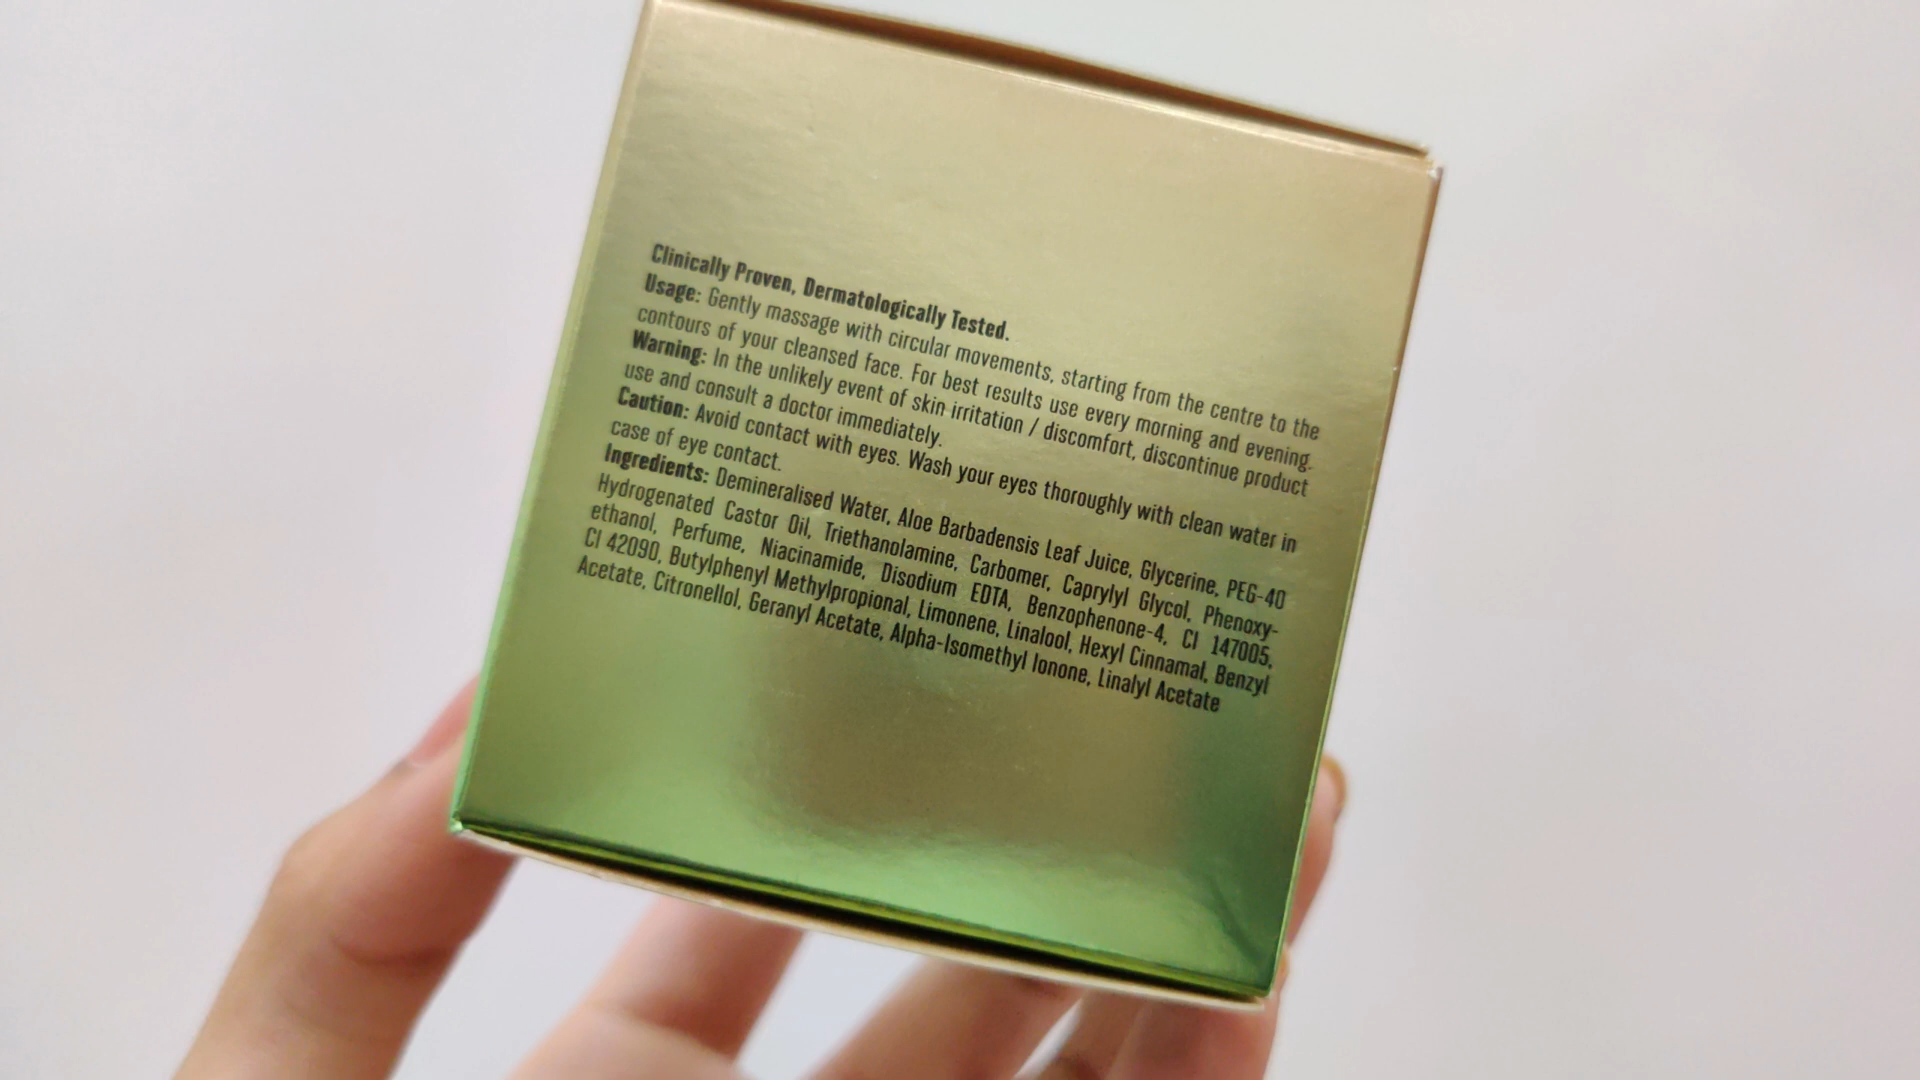 Clinically Proven, Dermatologically Tested.
Usage: Gently massage with circular movements, starting from the centre to the
contours of your cleansed face. For best results use every morning and evening.
Warning: In the unlikely event of skin irritation / discomfort, discontinue product
use and consult a doctor immediately.
Caution: Avoid contact with eyes. Wash your eyes thoroughly with clean water in
case of eye contact.
Ingredients: Demineralised Water, Aloe Barbadensis Leaf Juice, Glycerine, PEG-40
Hydrogenated Castor Oil, Triethanolamine, Carbomer, Caprylyl Glycol, Phenoxy-
ethanol, Perfume, Niacinamide, Disodium EDTA, Benzophenone-4, CI 147005,
CI 42090, Butylphenyl Methylpropional, Limonene, Linalool, Hexyl Cinnamal, Benzyl
Acetate, Citronellol, Geranyl Acetate, Alpha-Isomethyl Ionone, Linalyl Acetate